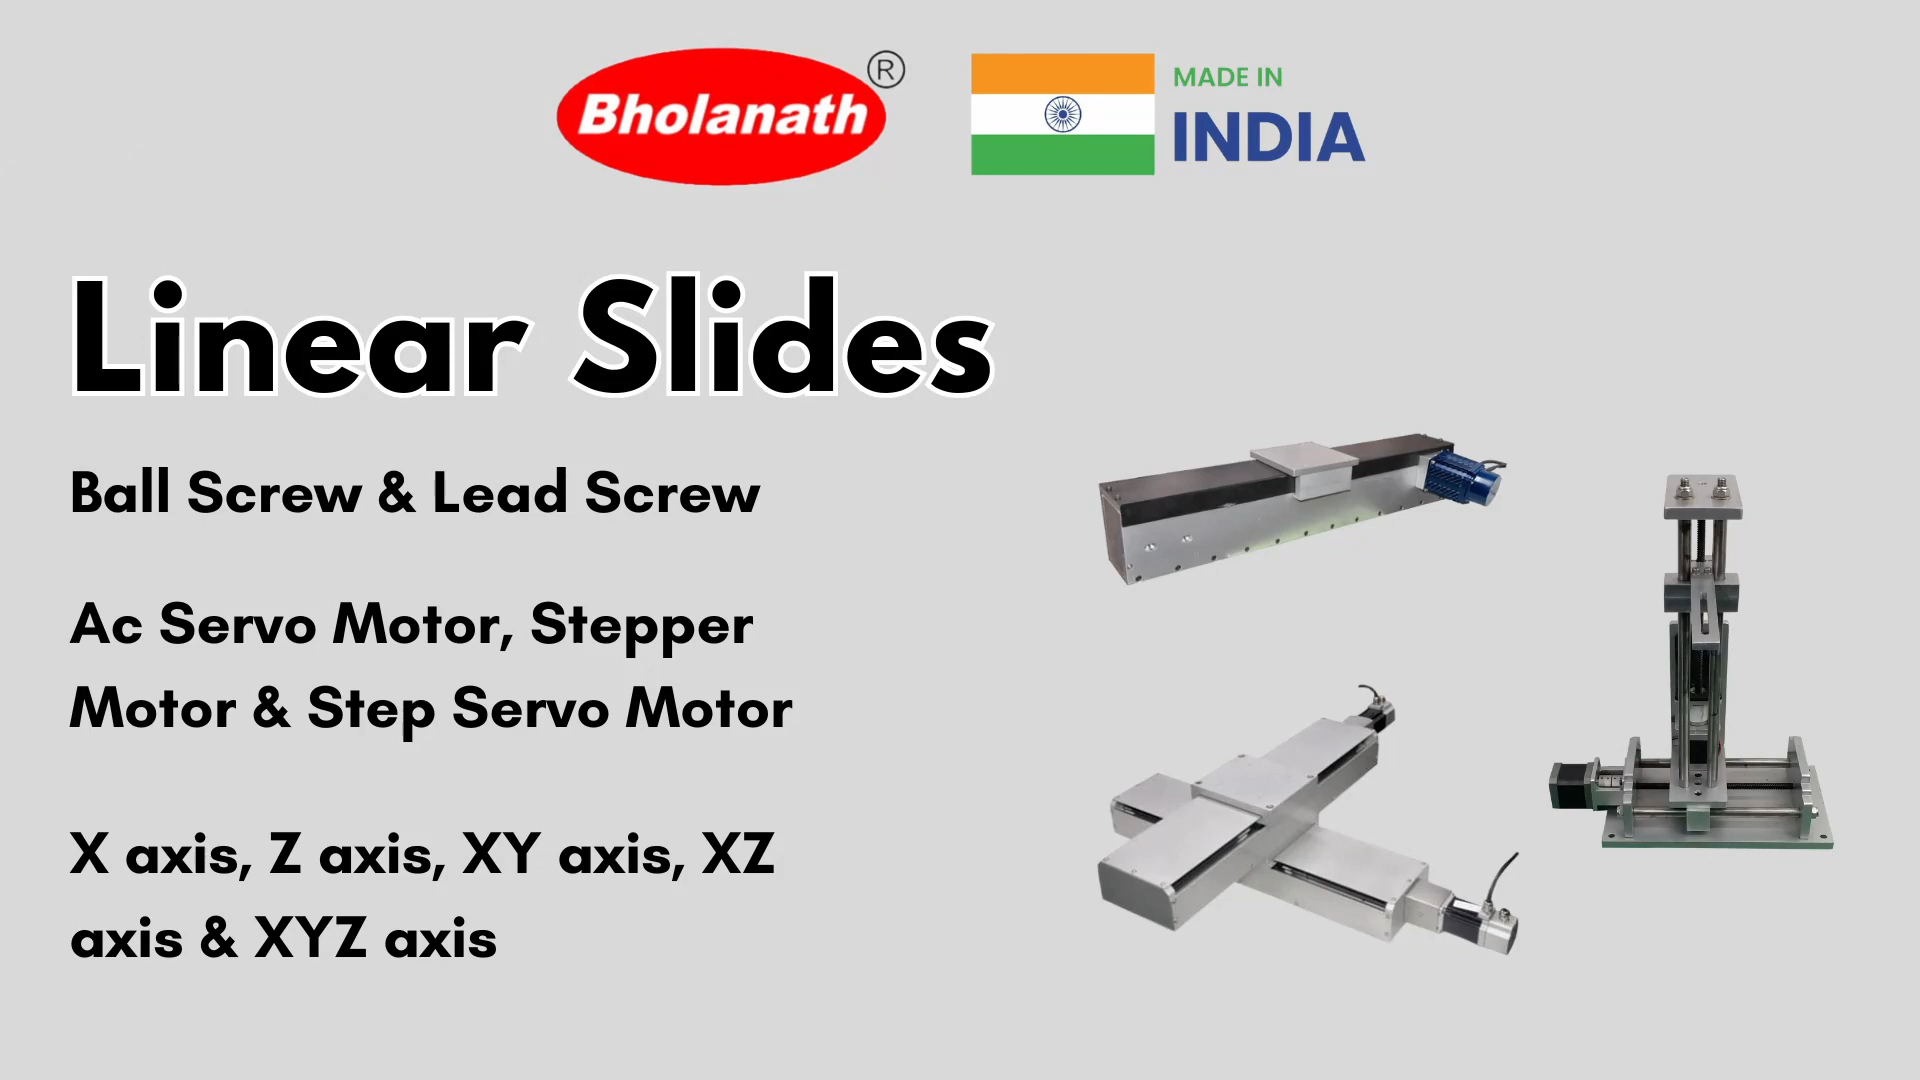 Bholanath ®
MADE IN
INDIA
Linear Slides
Ball Screw & Lead Screw
Ac Servo Motor, Stepper
Motor & Step Servo Motor
X axis, Z axis, XY axis, XZ
axis & XYZ axis